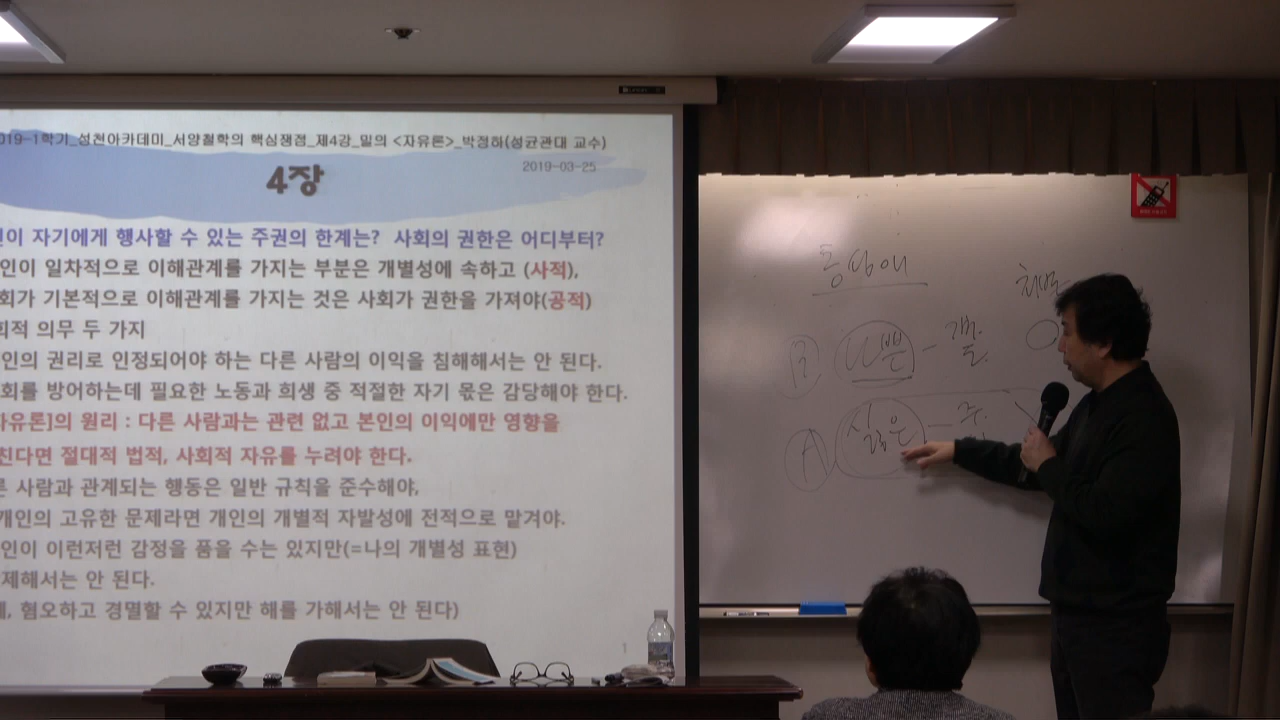 019-1학기_성천아카데미_서양철학의 핵심쟁점_제4강_밀의 <자유론>_박정하(성균관대 교수)
2019-03-25
4장
자기에게 행사할 수 있는 주권의 한계는? 사회의 권한은 어디부터?
인이 일차적으로 이해관계를 가지는 부분은 개별성에 속하고 (사적),
회가 기본적으로 이해관계를 가지는 것은 사회가 권한을 가져야(공적)
회적 의무 두 가지
인의 권리로 인정되어야 하는 다른 사람의 이익을 침해해서는 안 된다.
회를 방어하는데 필요한 노동과 희생 중 적절한 자기 몫은 감당해야 한다.
자유론]의 원리 : 다른 사람과는 관련 없고 본인의 이익에만 영향을
친다면 절대적 법적, 사회적 자유를 누려야 한다.
른 사람과 관계되는 행동은 일반 규칙을 준수해야,
개인의 고유한 문제라면 개인의 개별적 자발성에 전적으로 맡겨야.
인이 이런저런 감정을 품을 수는 있지만(=나의 개별성 표현)
제해서는 안 된다.
혐오하고 경멸할 수 있지만 해를 가해서는 안 된다)
1
동성애
B 나쁜 – 처벌
A 싫은